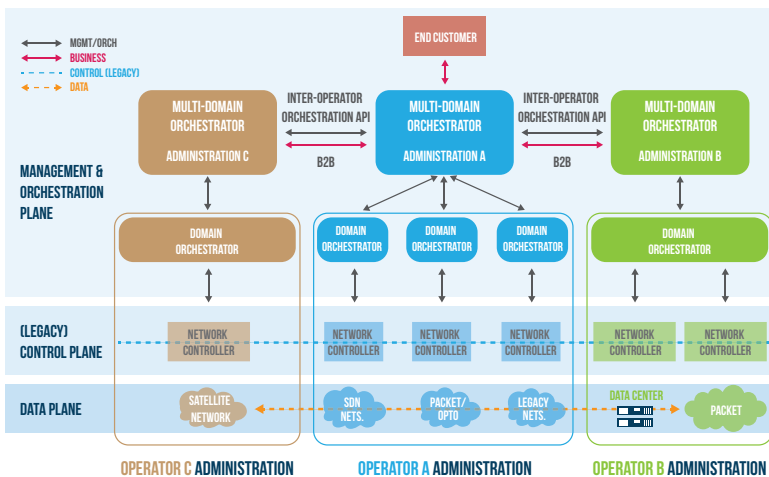 MGMT/ORCH
BUSINESS
CONTROL (LEGACY)
DATA
END CUSTOMER
MULTI-DOMAIN
ORCHESTRATOR
ADMINISTRATION C
INTER-OPERATOR
ORCHESTRATION API
B2B
MULTI-DOMAIN
ORCHESTRATOR
ADMINISTRATION A
INTER-OPERATOR
ORCHESTRATION API
B2B
MULTI-DOMAIN
ORCHESTRATOR
ADMINISTRATION B
MANAGEMENT &
ORCHESTRATION
PLANE
DOMAIN
ORCHESTRATOR
DOMAIN
ORCHESTRATOR
DOMAIN
ORCHESTRATOR
DOMAIN
ORCHESTRATOR
DOMAIN
ORCHESTRATOR
(LEGACY)
CONTROL PLANE
NETWORK
CONTROLLER
NETWORK
CONTROLLER
NETWORK
CONTROLLER
NETWORK
CONTROLLER
NETWORK
CONTROLLER
NETWORK
CONTROLLER
DATA PLANE
SATELLITE
NETWORK
SDN
NETS.
PACKET/
OPTO
LEGACY
NETS.
DATA CENTER
PACKET
OPERATOR C ADMINISTRATION
OPERATOR A ADMINISTRATION
OPERATOR B ADMINISTRATION